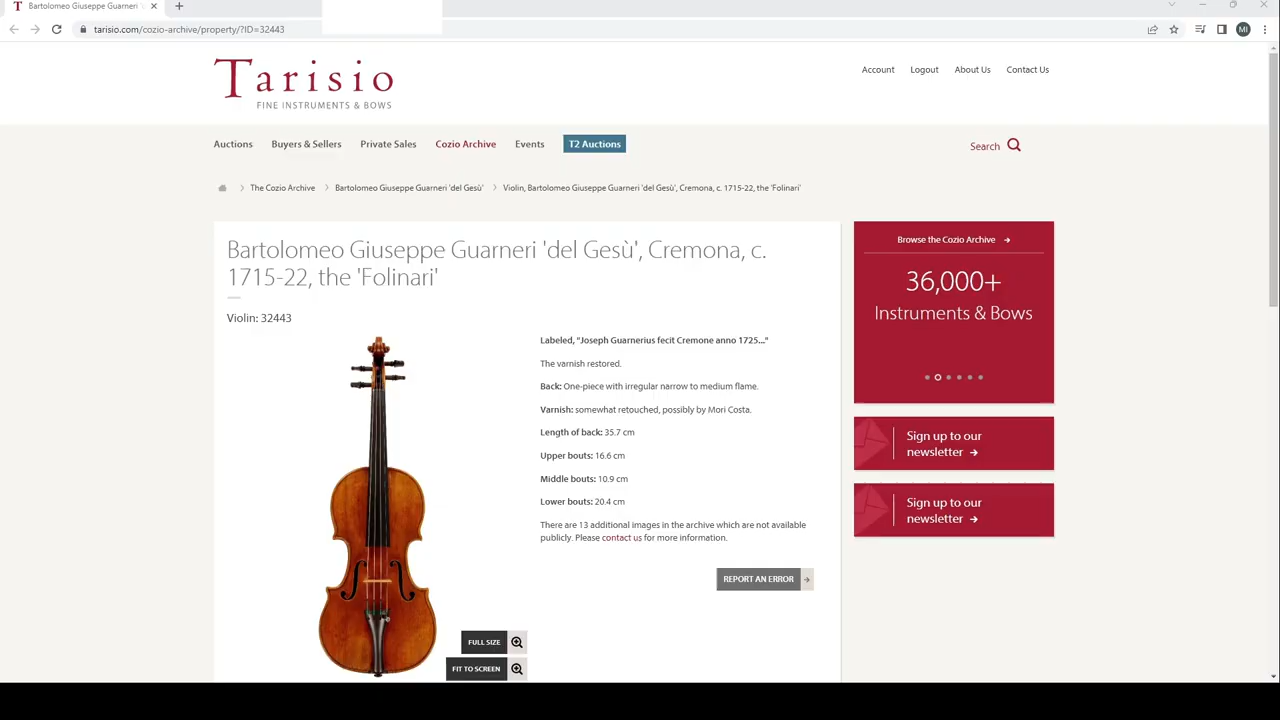 Bartolomeo Giuseppe Guarneri '
tarisio.com/cozio-archive/property/?ID=32443
MI
Tarisio
FINE INSTRUMENTS & BOWS
Account Logout About Us Contact Us
Auctions Buyers & Sellers Private Sales Cozio Archive Events T2 Auctions
Search
The Cozio Archive Bartolomeo Giuseppe Guarneri 'del Gesù' Violin, Bartolomeo Giuseppe Guarneri 'del Gesù', Cremona, c. 1715-22, the 'Folinari'
Bartolomeo Giuseppe Guarneri 'del Gesù', Cremona, c.
1715-22, the 'Folinari'
Violin: 32443
Labeled, "Joseph Guarnerius fecit Cremone anno 1725..."
The varnish restored.
Back: One-piece with irregular narrow to medium flame.
Varnish: somewhat retouched, possibly by Mori Costa.
Length of back: 35.7 cm
Upper bouts: 16.6 cm
Middle bouts: 10.9 cm
Lower bouts: 20.4 cm
There are 13 additional images in the archive which are not available
publicly. Please contact us for more information.
REPORT AN ERROR
FULL SIZE
FIT TO SCREEN
Browse the Cozio Archive
36,000+
Instruments & Bows
Sign up to our
newsletter
Sign up to our
newsletter